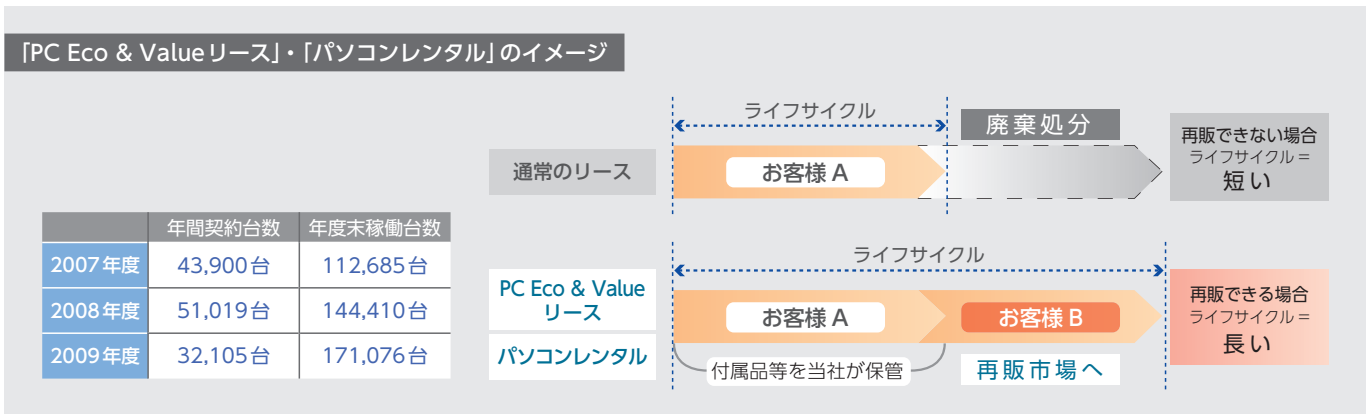 「PC Eco & Valueリース」・「パソコンレンタル」のイメージ
年間契約台数 年度末稼働台数
2007年度 43,900台 112,685台
2008年度 51,019台 144,410台
2009年度 32,105台 171,076台
ライフサイクル
廃棄処分
通常のリース
お客様 A
再販できない場合
ライフサイクル＝
短い
ライフサイクル
PC Eco & Value
リース
パソコンレンタル
お客様 A
お客様 B
付属品等を当社が保管
再販市場へ
再販できる場合
ライフサイクル＝
長い